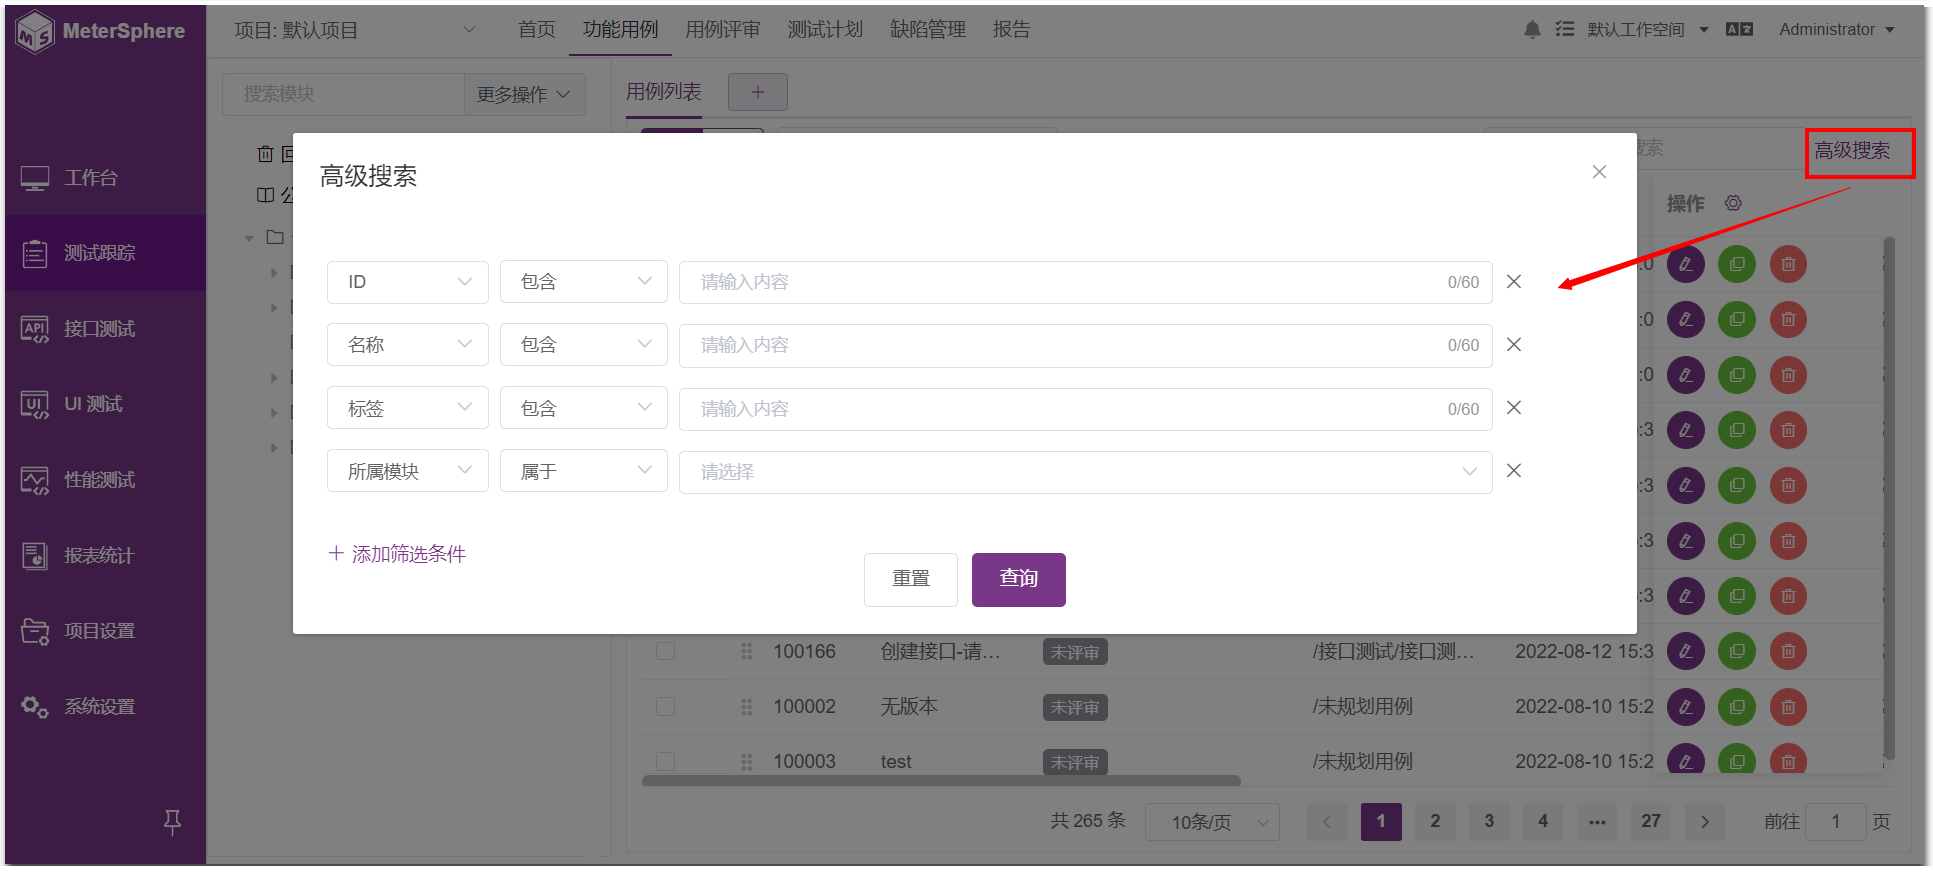 MeterSphere
项目: 默认项目
首页
功能用例
用例评审
测试计划
缺陷管理
报告
默认工作空间
Administrator
搜索模块
更多操作
用例列表
工作台
测试跟踪
接口测试
UI 测试
性能测试
报表统计
项目设置
系统设置
高级搜索
搜索
高级搜索
操作
ID
包含
请输入内容
0/60
名称
包含
请输入内容
0/60
标签
包含
请输入内容
0/60
所属模块
属于
请选择
添加筛选条件
重置
查询
100166
创建接口-请...
未评审
/接口测试/接口测...
2022-08-12 15:3
100002
无版本
未评审
/未规划用例
2022-08-10 15:2
100003
test
未评审
/未规划用例
2022-08-10 15:2
共 265 条
10条/页
1
2
3
4
...
27
前往
1
页